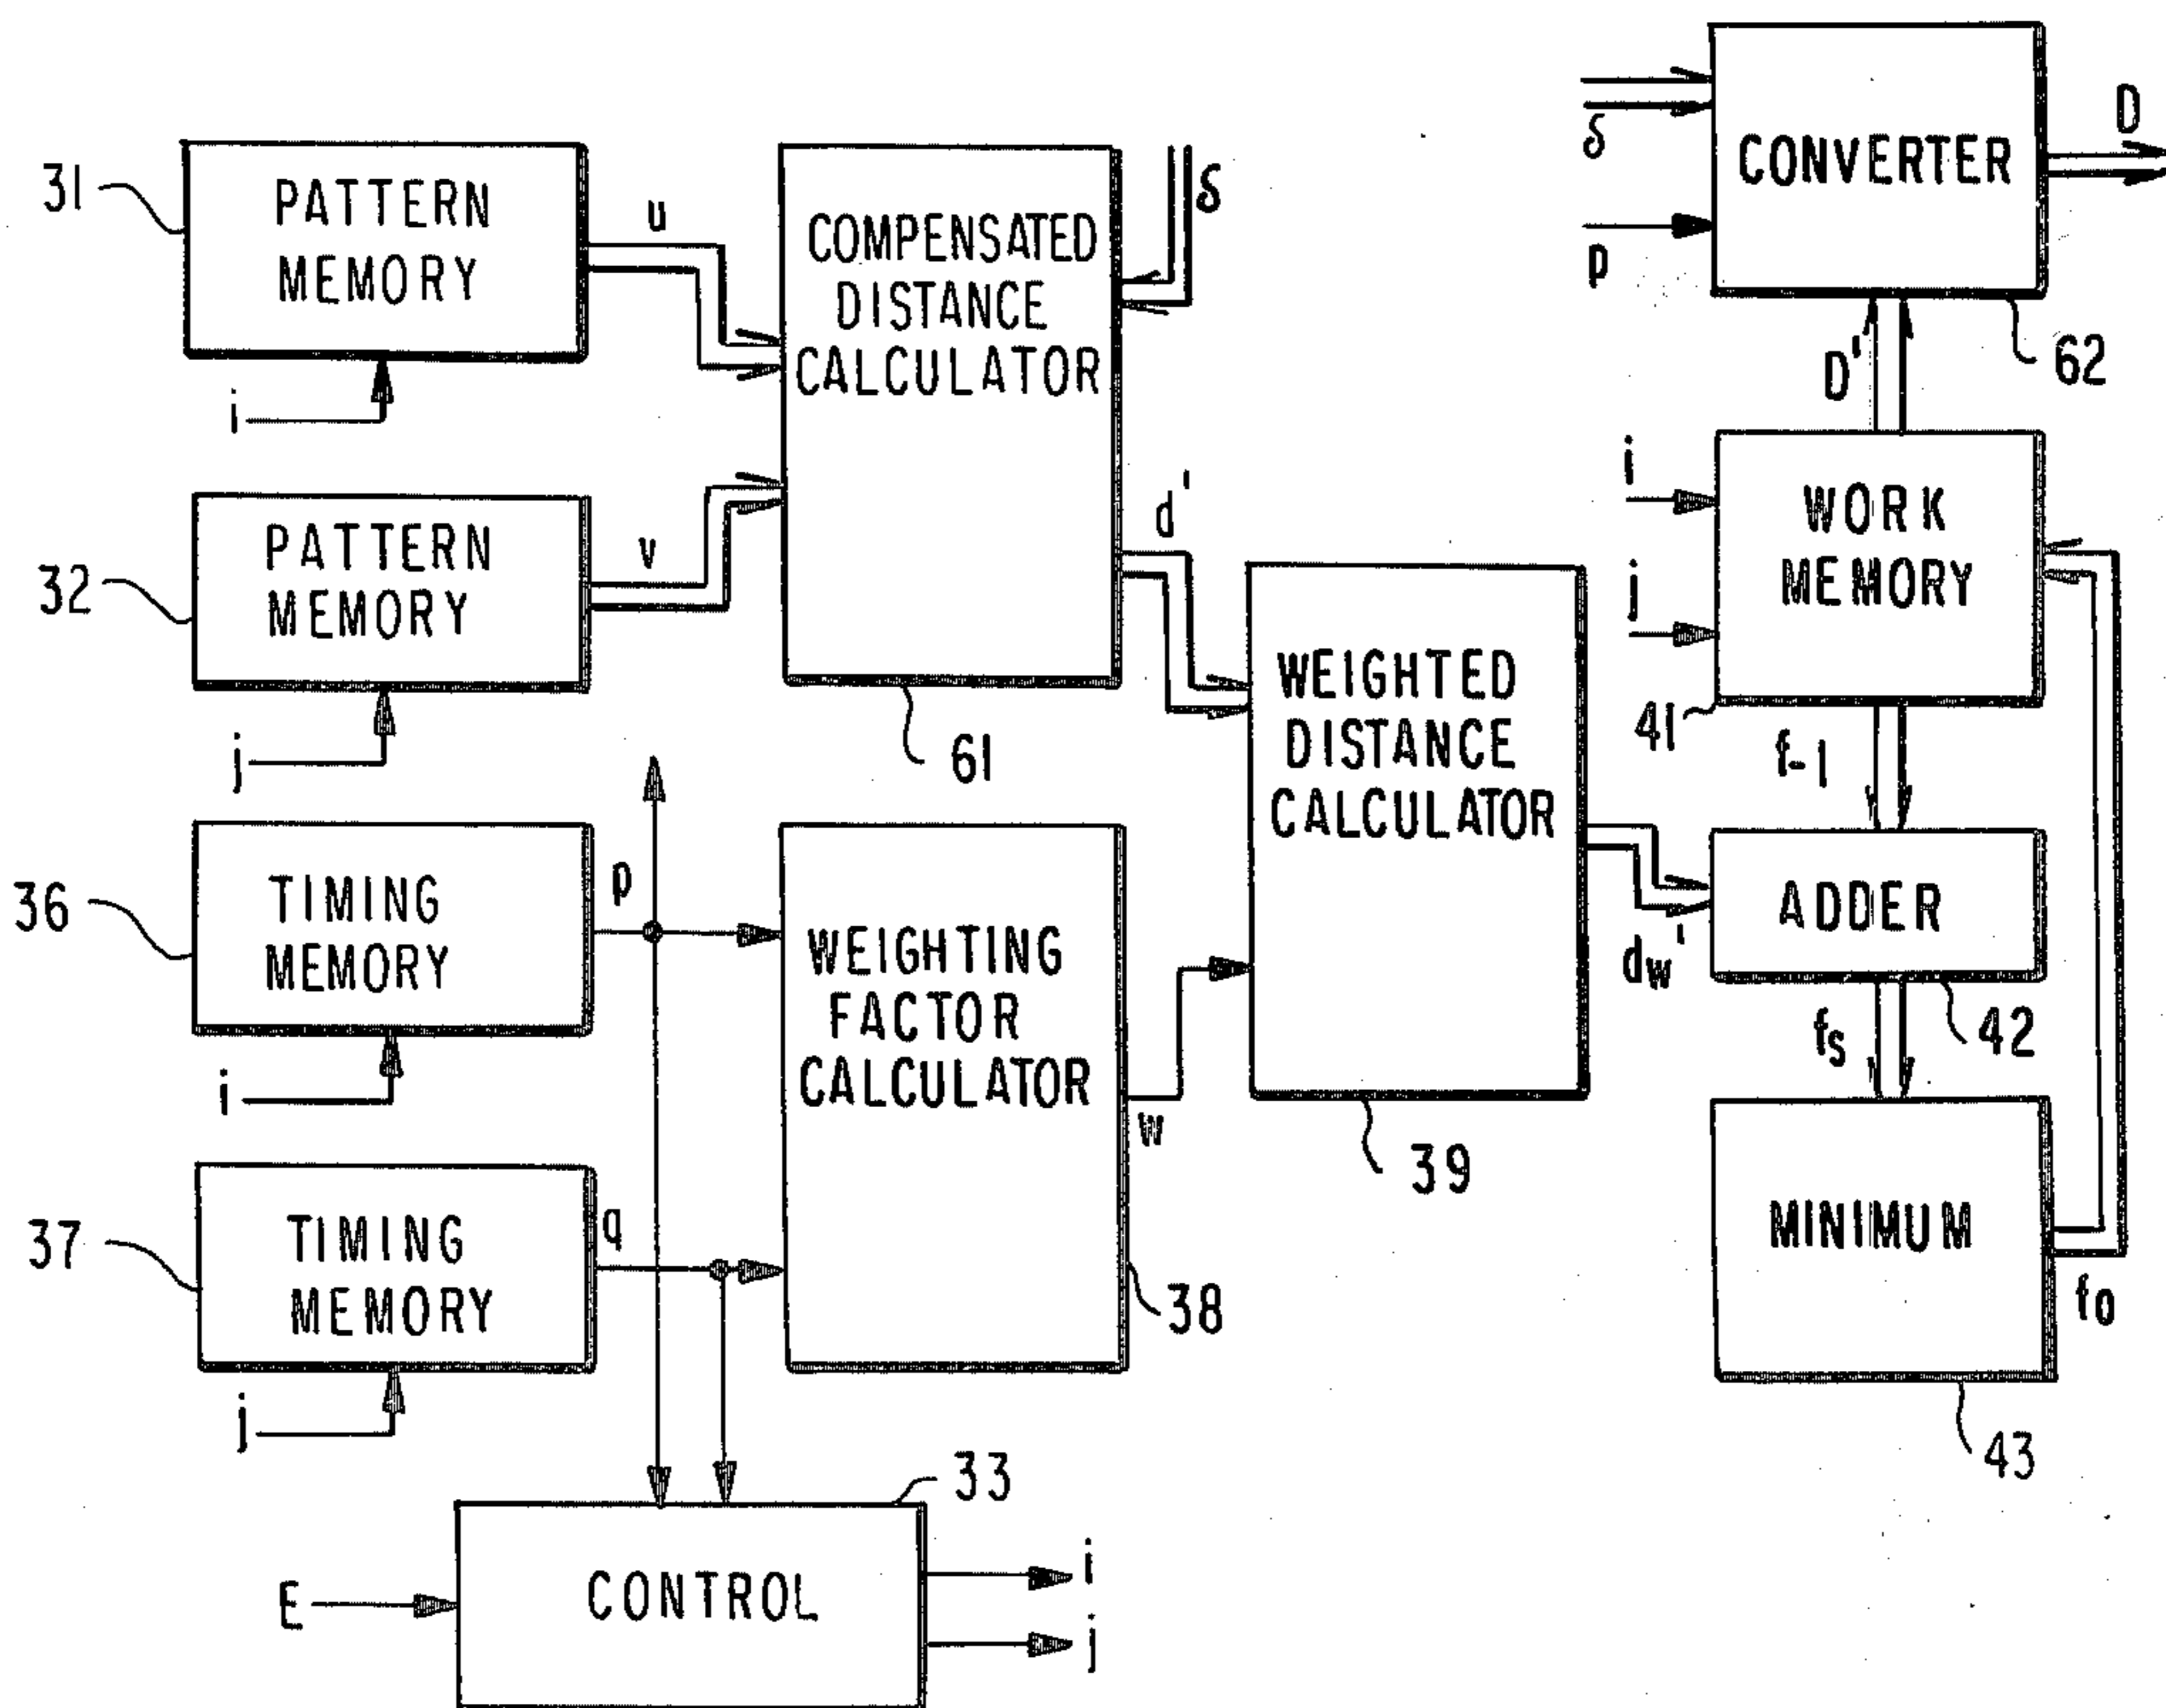 31
PATTERN
MEMORY
i
u
32
PATTERN
MEMORY
j
v
COMPENSATED
DISTANCE
CALCULATOR
δ
61
d'
36
TIMING
MEMORY
i
p
37
TIMING
MEMORY
j
q
WEIGHTING
FACTOR
CALCULATOR
38
w
WEIGHTED
DISTANCE
CALCULATOR
39
dw'
δ
p
CONVERTER
D
62
D'
i
j
WORK
MEMORY
41
f-1
ADDER
42
fs
MINIMUM
f0
43
33
E
CONTROL
i
j